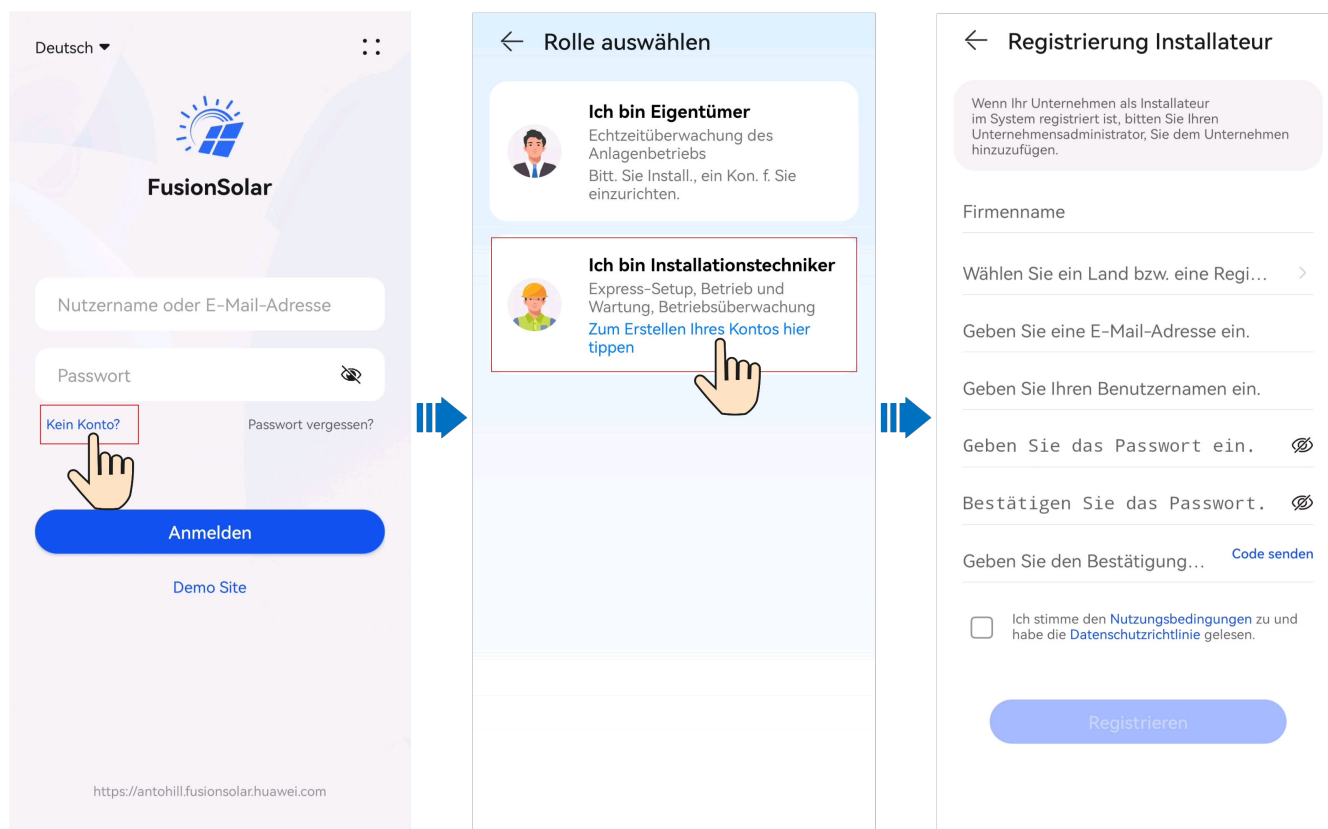 Deutsch
FusionSolar
Nutzername oder E-Mail-Adresse
Passwort
Kein Konto?
Passwort vergessen?
Anmelden
Demo Site
https://antohill.fusionsolar.huawei.com
Rolle auswählen
Ich bin Eigentümer
Echtzeitüberwachung des
Anlagenbetriebs
Bitt. Sie Install., ein Kon. f. Sie
einzurichten.
Ich bin Installationstechniker
Express-Setup, Betrieb und
Wartung, Betriebsüberwachung
Zum Erstellen Ihres Kontos hier
tippen
Registrierung Installateur
Wenn Ihr Unternehmen als Installateur
im System registriert ist, bitten Sie Ihren
Unternehmensadministrator, Sie dem Unternehmen
hinzuzufügen.
Firmenname
Wählen Sie ein Land bzw. eine Regi...
Geben Sie eine E-Mail-Adresse ein.
Geben Sie Ihren Benutzernamen ein.
Geben Sie das Passwort ein.
Bestätigen Sie das Passwort.
Geben Sie den Bestätigung...
Code senden
Ich stimme den Nutzungsbedingungen zu und
habe die Datenschutzrichtlinie gelesen.
Registrieren